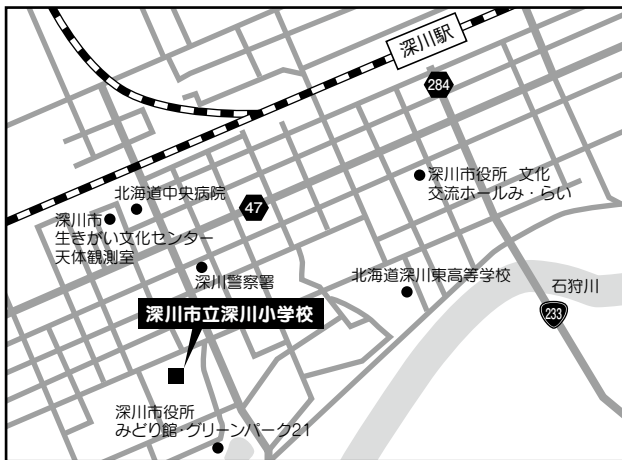 深川駅
284
深川市役所 文化
交流ホールみ・らい
北海道中央病院
47
深川市
生きがい文化センター
天体観測室
深川警察署
北海道深川東高等学校
石狩川
233
深川市立深川小学校
深川市役所
みどり館・グリーンパーク21